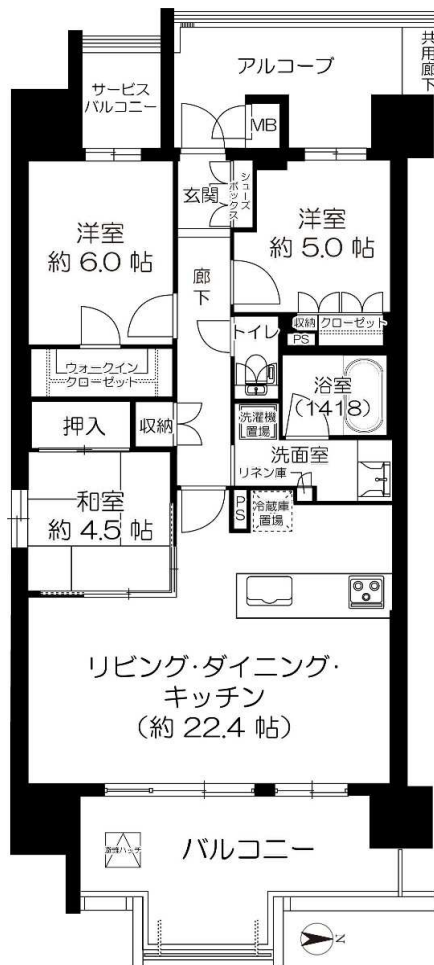 サービス
バルコニー
アルコーブ
共用廊下
MB
玄関
シューズ
ボックス
洋室
約 6.0 帖
洋室
約 5.0 帖
廊下
トイレ
収納
クローゼット
PS
ウォークイン
クローゼット
浴室
(1418)
押入
収納
洗濯機
置場
洗面室
リネン庫
和室
約 4.5 帖
PS
冷蔵庫
置場
リビング・ダイニング・
キッチン
(約 22.4 帖)
避難ハッチ
バルコニー
N